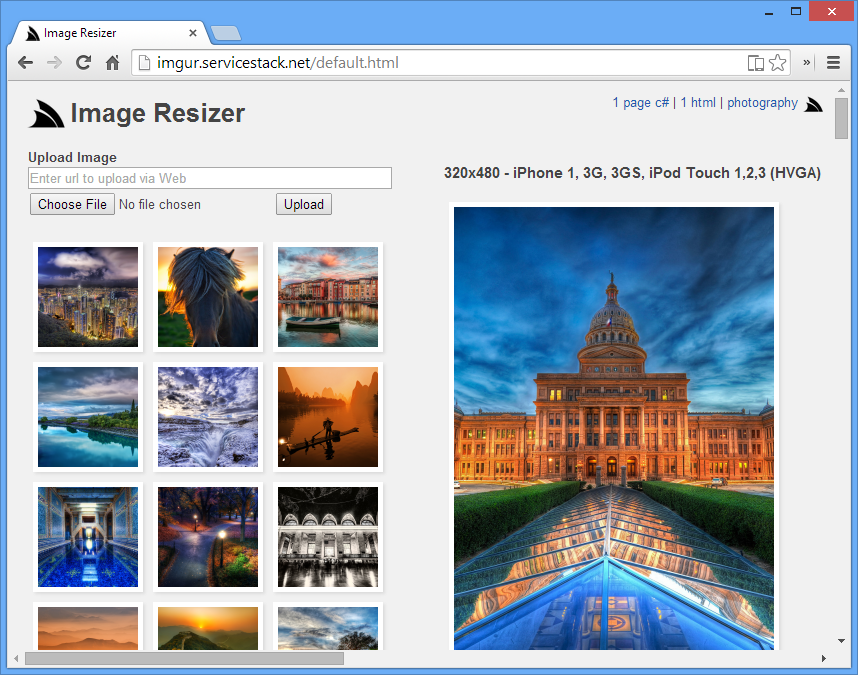 Image Resizer
imgur.servicestack.net/default.html
Image Resizer
1 page c# | 1 html | photography
Upload Image
Enter url to upload via Web
Choose File No file chosen
Upload
320x480 - iPhone 1, 3G, 3GS, iPod Touch 1,2,3 (HVGA)